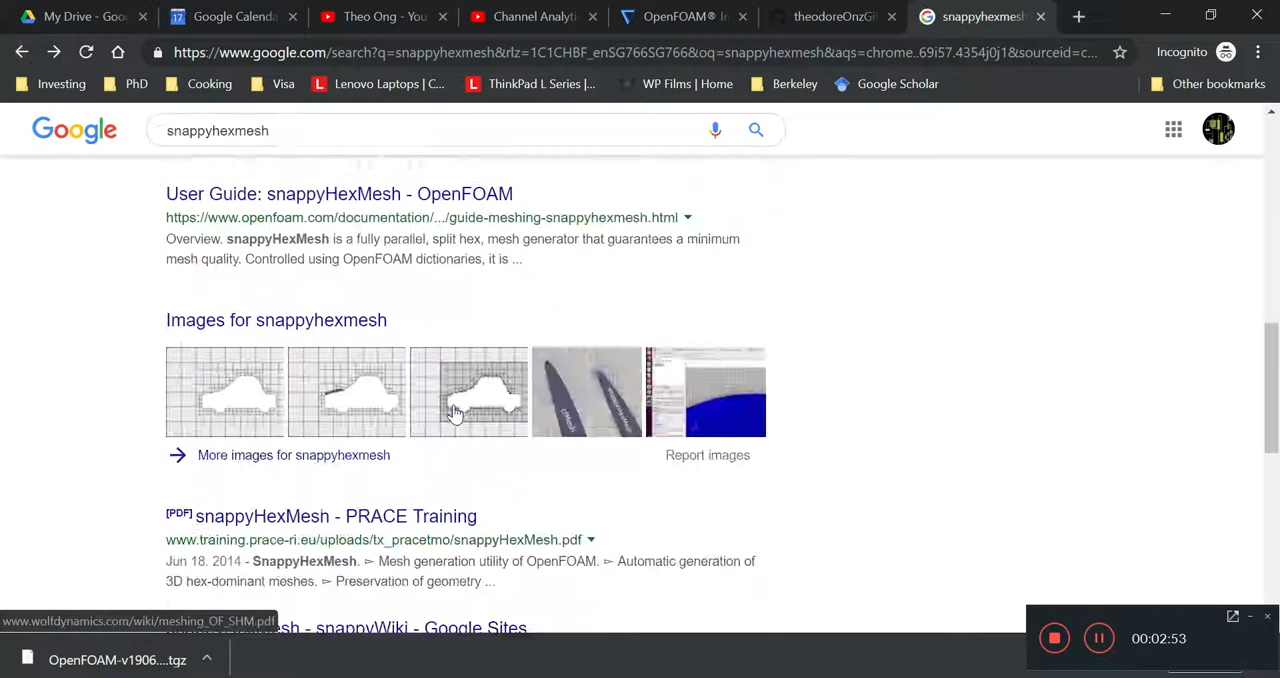 My Drive - Goo
Google Calenda
Theo Ong - You
Channel Analytic
OpenFOAM® In
theodoreOnzGit
snappyhexmesh
https://www.google.com/search?q=snappyhexmesh&rlz=1C1CHBF_enSG766SG766&oq=snappyhexmesh&aqs=chrome..69i57.4354j0j1&sourceid=c...
Incognito
Investing
PhD
Cooking
Visa
Lenovo Laptops | C...
ThinkPad L Series |...
WP Films | Home
Berkeley
Google Scholar
Other bookmarks
Google
snappyhexmesh
User Guide: snappyHexMesh - OpenFOAM
https://www.openfoam.com/documentation/.../guide-meshing-snappyhexmesh.html
Overview. snappyHexMesh is a fully parallel, split hex, mesh generator that guarantees a minimum
mesh quality. Controlled using OpenFOAM dictionaries, it is ...
Images for snappyhexmesh
cfMesh
More images for snappyhexmesh
Report images
[PDF] snappyHexMesh - PRACE Training
www.training.prace-ri.eu/uploads/tx_pracetmo/snappyHexMesh.pdf
Jun 18, 2014 - SnappyHexMesh. ➢ Mesh generation utility of OpenFOAM. ➢ Automatic generation of
3D hex-dominant meshes. ➢ Preservation of geometry ...
www.wolfdynamics.com/wiki/meshing_OF_SHM.pdf
snappyWiki - Google Sites
OpenFOAM-v1906....tgz
00:02:53